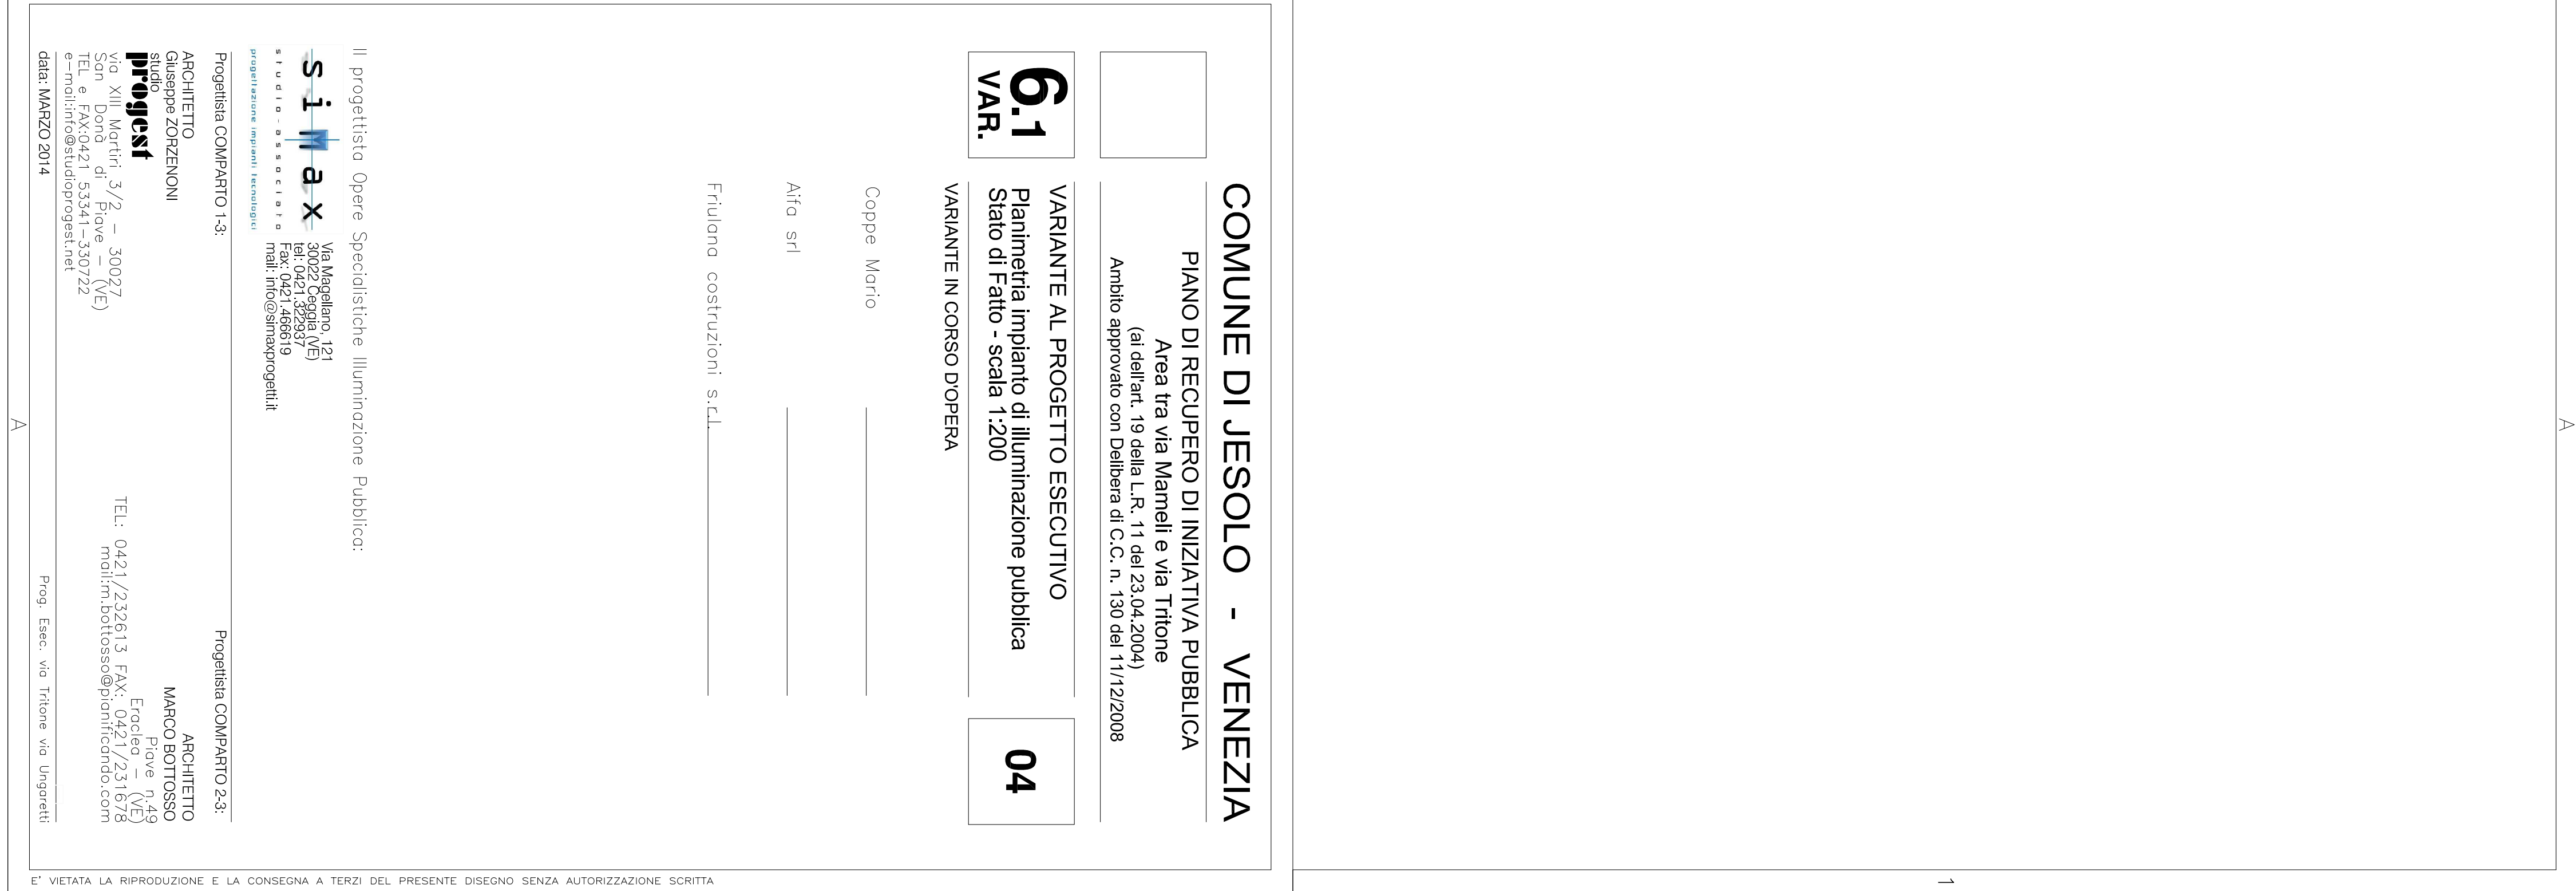 COMUNE DI JESOLO - VENEZIA
PIANO DI RECUPERO DI INIZIATIVA PUBBLICA
Area tra via Mameli e via Tritone
(ai dell'art. 19 della L.R. 11 del 23.04.2004)
Ambito approvato con Delibera di C.C. n. 130 del 11/12/2008
6.1
VAR.
VARIANTE AL PROGETTO ESECUTIVO
Planimetria impianto di illuminazione pubblica
Stato di Fatto - scala 1:200
04
VARIANTE IN CORSO D'OPERA
Coppe Mario
Aifa srl
Friulana costruzioni s.r.l.
Il progettista Opere Specialistiche Illuminazione Pubblica:
siMax
studio-associato
progettazione impianti tecnologici
Via Magellano, 121
30022 Ceggia (VE)
tel: 0421.322937
Fax: 0421.466619
mail: info@simaxprogetti.it
Progettista COMPARTO 1-3:
ARCHITETTO
Giuseppe ZORZENONI
studio
progest
via XIII Martiri 3/2 - 30027
San Donà di Piave - (VE)
TEL e FAX:0421 53341-330722
e-mail:info@studioprogest.net
Progettista COMPARTO 2-3:
ARCHITETTO
MARCO BOTTOSSO
Piave n.49
Eraclea - (VE)
TEL: 0421/232613 FAX: 0421/231678
mail:m.bottosso@pianificando.com
data: MARZO 2014
Prog. Esec. via Tritone via Ungaretti
E' VIETATA LA RIPRODUZIONE E LA CONSEGNA A TERZI DEL PRESENTE DISEGNO SENZA AUTORIZZAZIONE SCRITTA
A
A
1